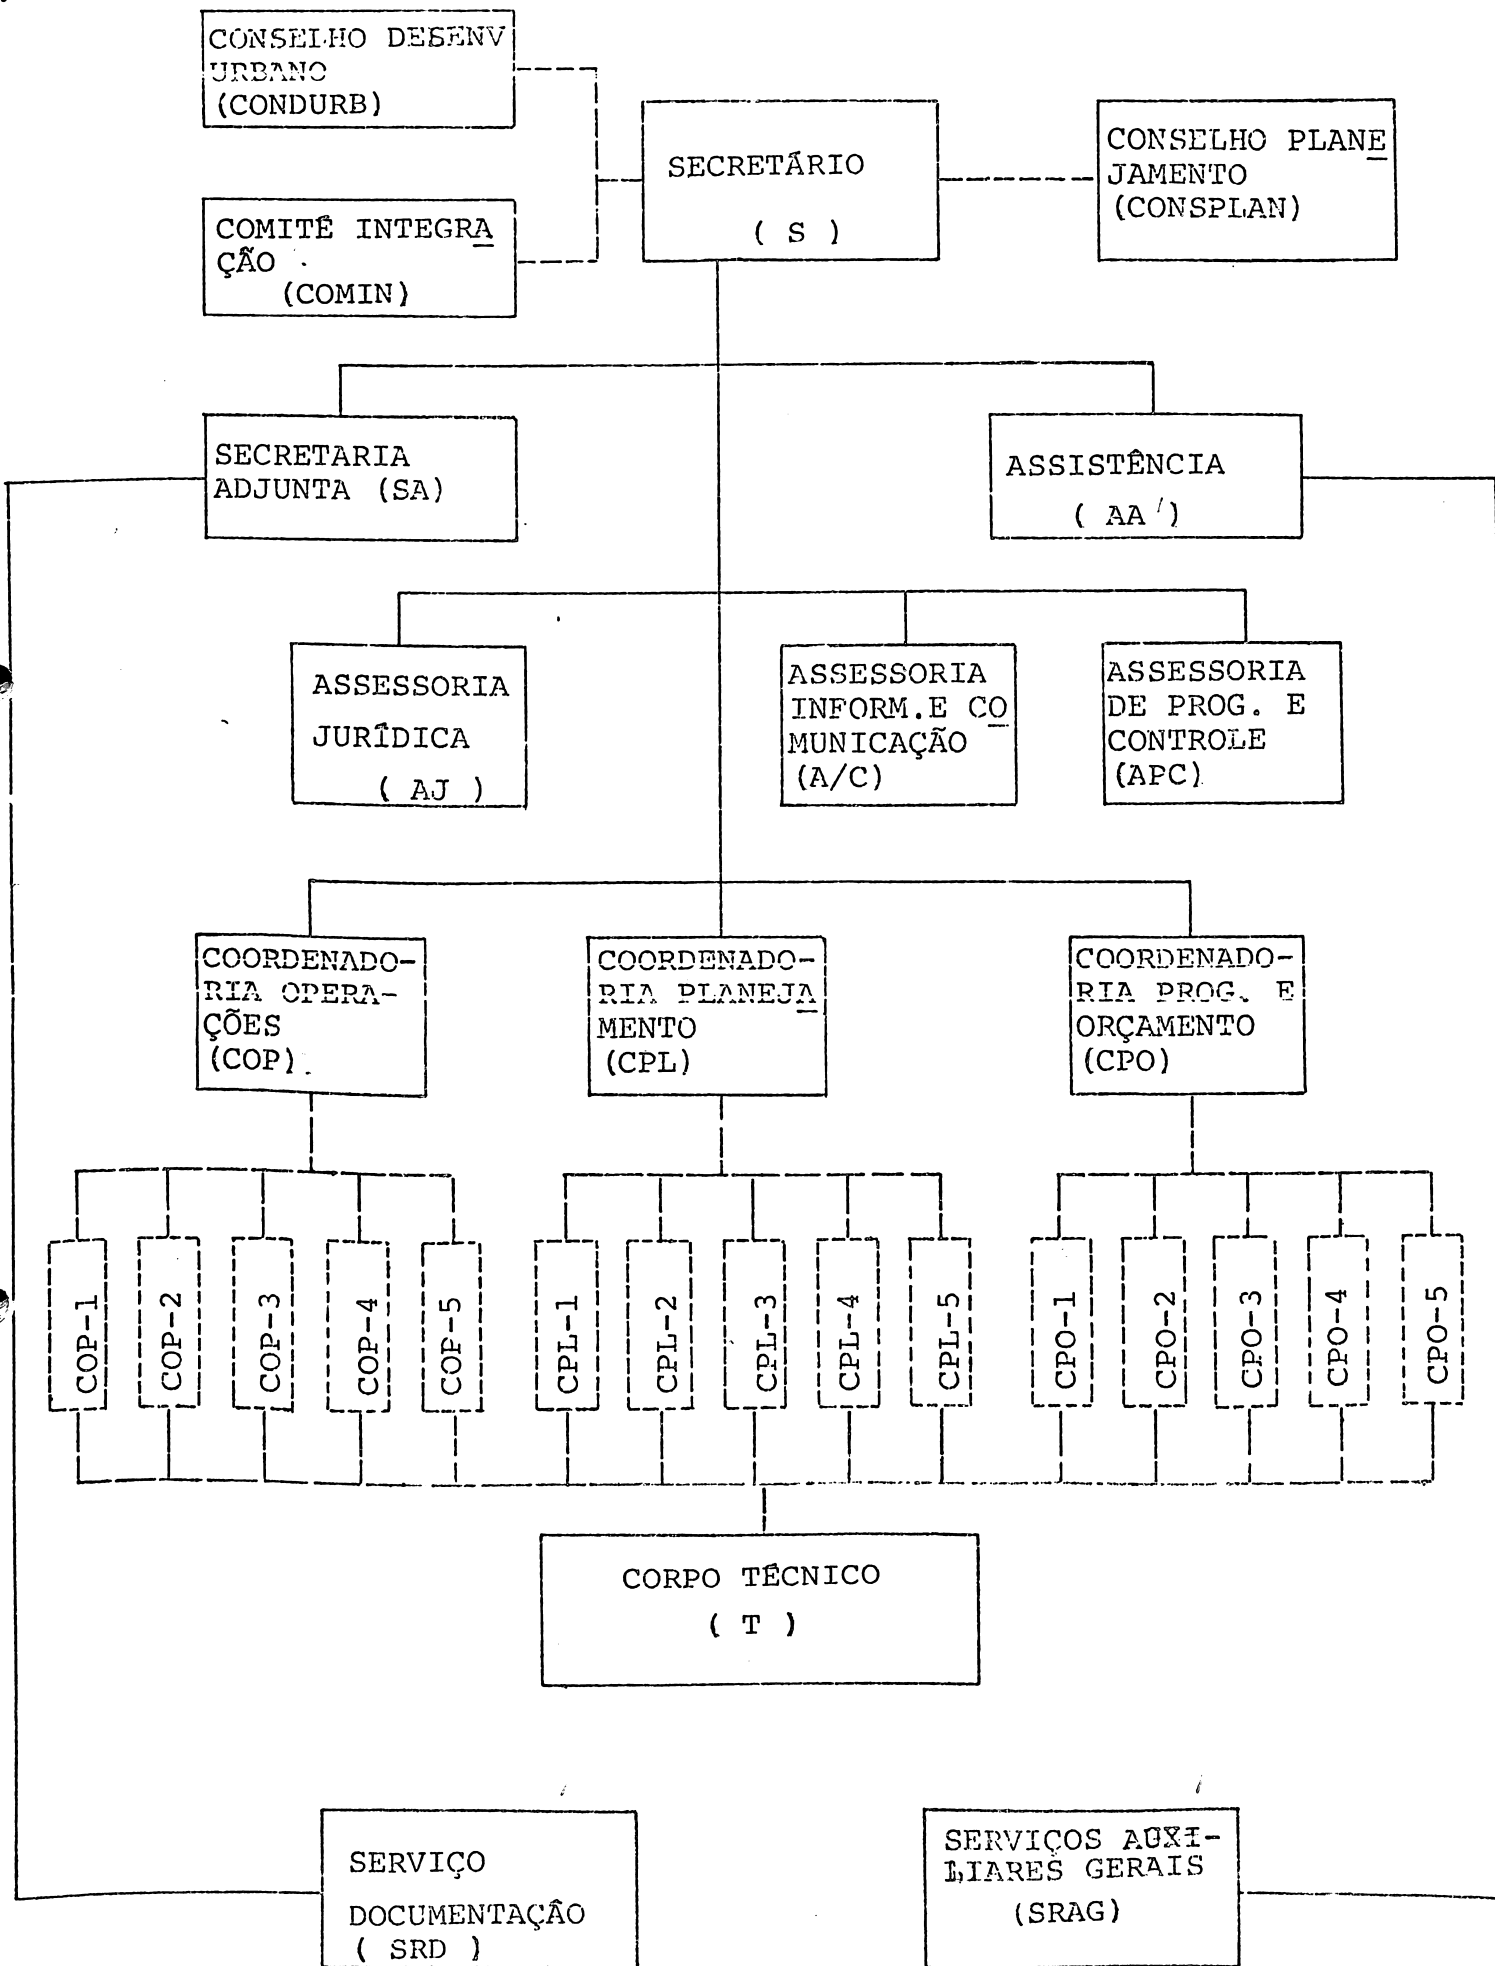 CONSELHO DESENV
URBANO
(CONDURB)
SECRETÁRIO
( S )
CONSELHO PLANE
JAMENTO
(CONSPLAN)
COMITÊ INTEGRA
ÇÃO
(COMIN)
SECRETARIA
ADJUNTA (SA)
ASSISTÊNCIA
( AA )
ASSESSORIA
JURÍDICA
( AJ )
ASSESSORIA
INFORM.E CO
MUNICAÇÃO
(A/C)
ASSESSORIA
DE PROG. E
CONTROLE
(APC)
COORDENADO-
RIA OPERA-
ÇÕES
(COP)
COORDENADO-
RIA PLANEJA
MENTO
(CPL)
COORDENADO-
RIA PROG. E
ORÇAMENTO
(CPO)
COP-1
COP-2
COP-3
COP-4
COP-5
CPL-1
CPL-2
CPL-3
CPL-4
CPL-5
CPO-1
CPO-2
CPO-3
CPO-4
CPO-5
CORPO TÉCNICO
( T )
SERVIÇO
DOCUMENTAÇÃO
( SRD )
SERVIÇOS AUXI-
LIARES GERAIS
(SRAG)